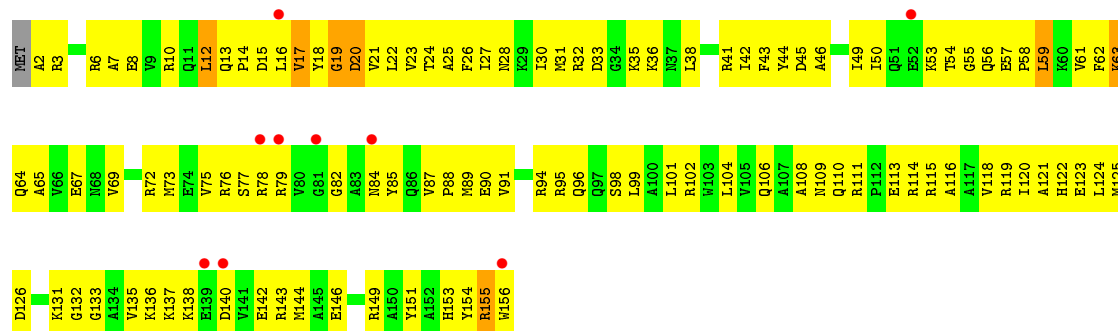 MET A2 R3 R6 A7 E8 V9 R10 Q11 L12 Q13 P14 D15 L16 V17 Y18 G19 D20 V21 L22 V23 T24 A25 F26 I27 N28 K29 I30 M31 R32 D33 G34 K35 K36 N37 L38 R41 I42 F43 Y44 D45 A46 I49 I50 Q51 E52 K53 T54 G55 Q56 E57 P58 L59 K60 V61 F62 K63
Q64 A65 V66 E67 N68 V69 R72 M73 E74 V75 R76 S77 R78 R79 V80 G81 G82 A83 N84 Y85 Q86 V87 P88 M89 E90 V91 R94 R95 Q96 Q97 S98 L99 A100 L101 R102 W103 L104 V105 Q106 A107 A108 N109 Q110 R111 P112 E113 R114 R115 A116 A117 V118 R119 I120 A121 H122 E123 L124 M125
D126 K131 G132 G133 A134 V135 K136 K137 K138 E139 D140 V141 E142 R143 M144 A145 E146 R149 A150 Y151 A152 H153 Y154 R155 W156